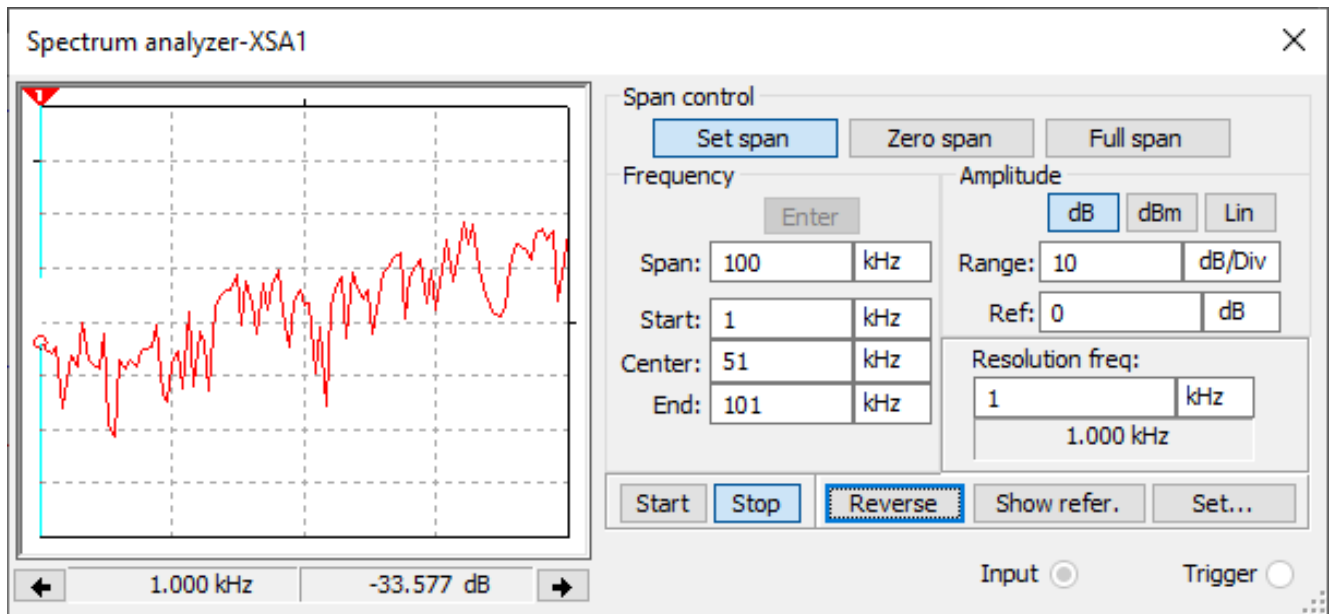 Spectrum analyzer-XSA1
1
Span control
Set span Zero span Full span
Frequency
Enter
Span: 100 kHz
Start: 1 kHz
Center: 51 kHz
End: 101 kHz
Amplitude
dB dBm Lin
Range: 10 dB/Div
Ref: 0 dB
Resolution freq:
1 kHz
1.000 kHz
Start Stop Reverse Show refer. Set...
1.000 kHz -33.577 dB
Input Trigger